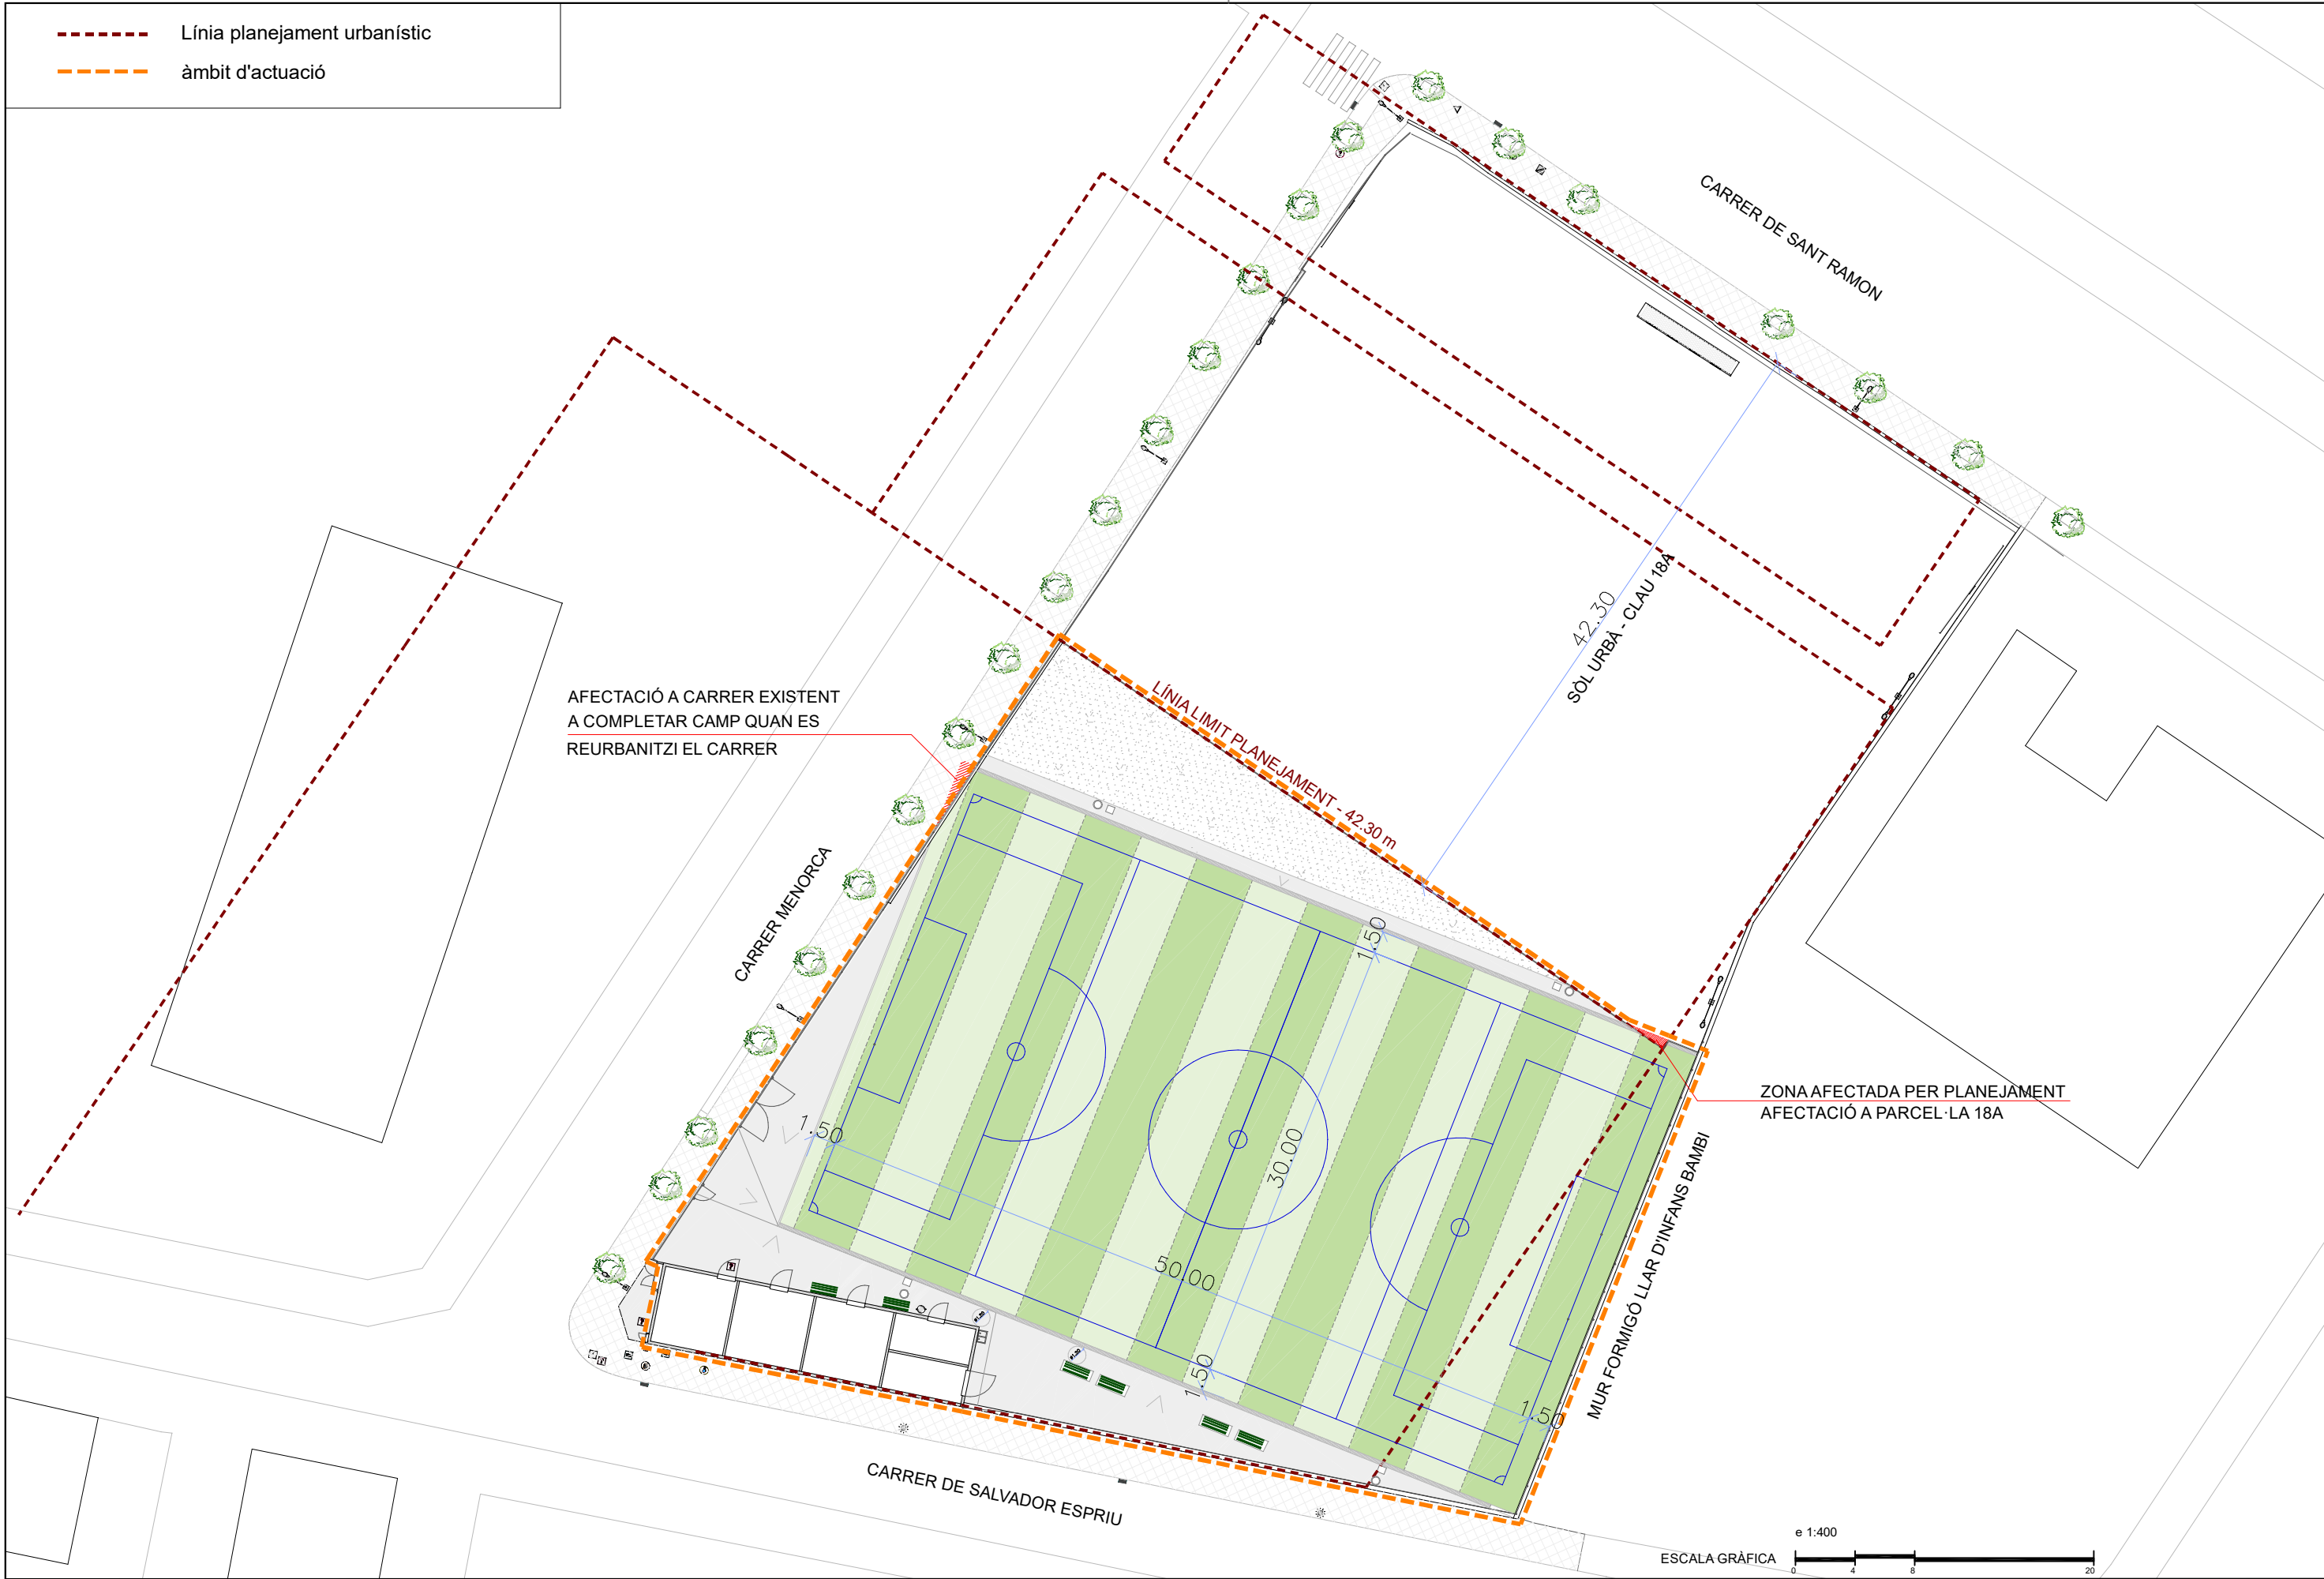 Línia planejament urbanístic
àmbit d'actuació
CARRER DE SANT RAMON
42.30
SÒL URBÀ - CLAU 18A
LÍNIA LIMIT PLANEJAMENT - 42.30 m
AFECTACIÓ A CARRER EXISTENT
A COMPLETAR CAMP QUAN ES
REURBANITZI EL CARRER
CARRER MENORCA
1.50
1.50
30.00
50.00
1.50
1.50
ZONA AFECTADA PER PLANEJAMENT
AFECTACIÓ A PARCEL·LA 18A
MUR FORMIGÓ LLAR D'INFANS BAMBI
CARRER DE SALVADOR ESPRIU
e 1:400
ESCALA GRÀFICA
0 4 8 20